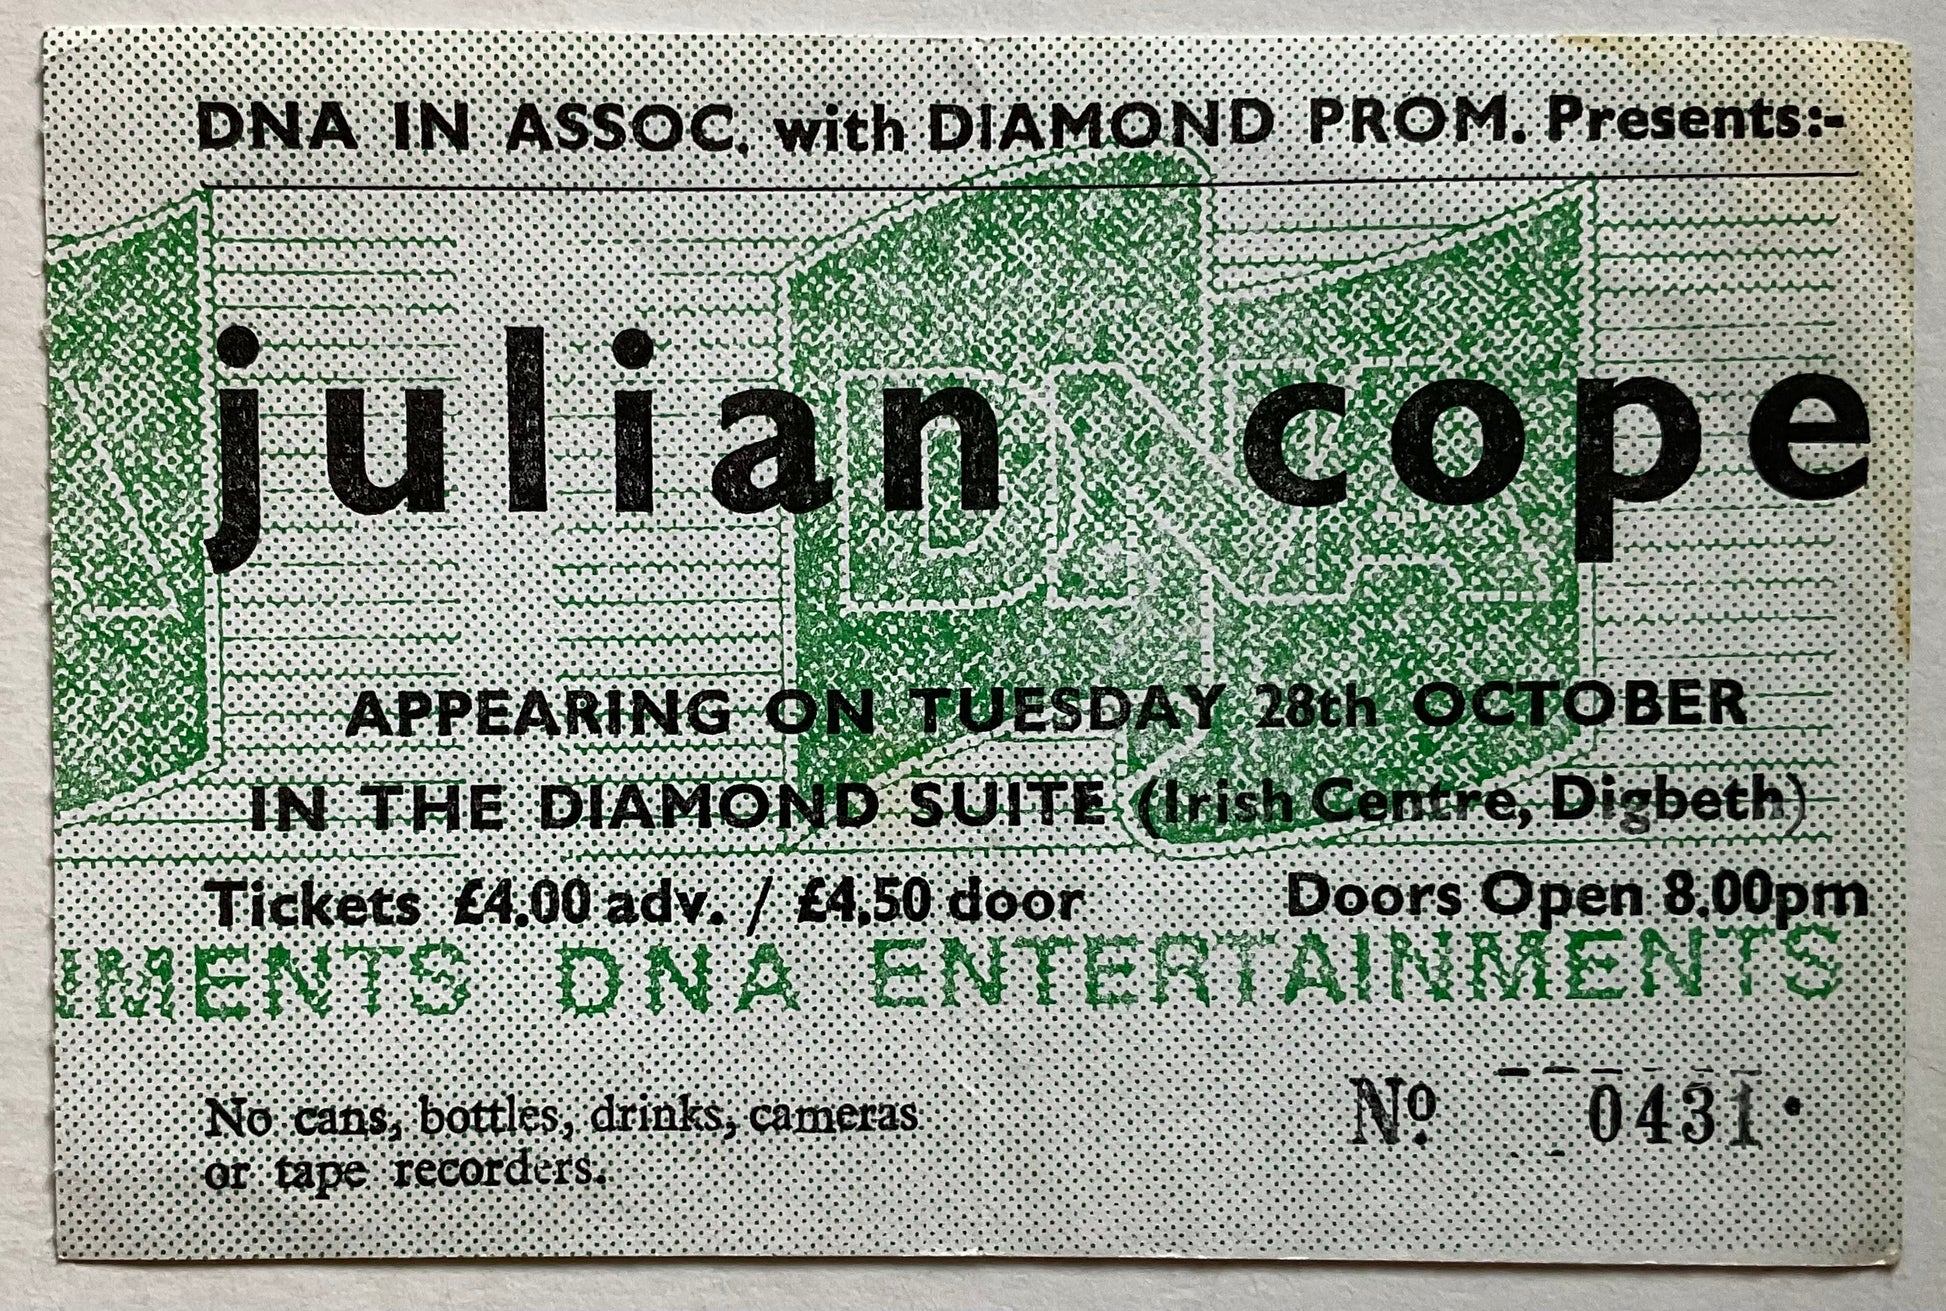 DNA IN ASSOC. with DIAMOND PROM. Presents:-
julian cope
DNA
APPEARING ON TUESDAY 28th OCTOBER
IN THE DIAMOND SUITE (Irish Centre, Digbeth)
Tickets £4.00 adv. / £4.50 door Doors Open 8.00pm
NMENTS DNA ENTERTAINMENTS
No cans, bottles, drinks, cameras
or tape recorders.
Nº 0431